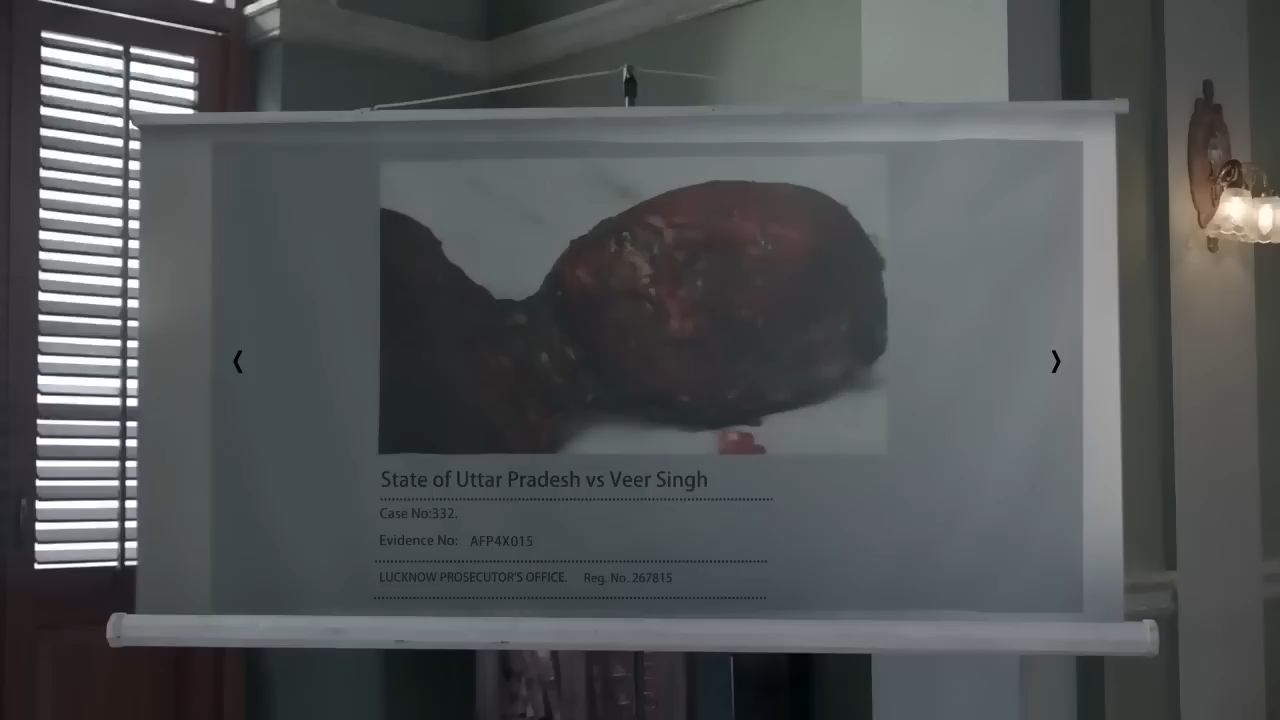 State of Uttar Pradesh vs Veer Singh
Case No:332.
Evidence No: AFP4X015
LUCKNOW PROSECUTOR'S OFFICE. Reg. No. 267815